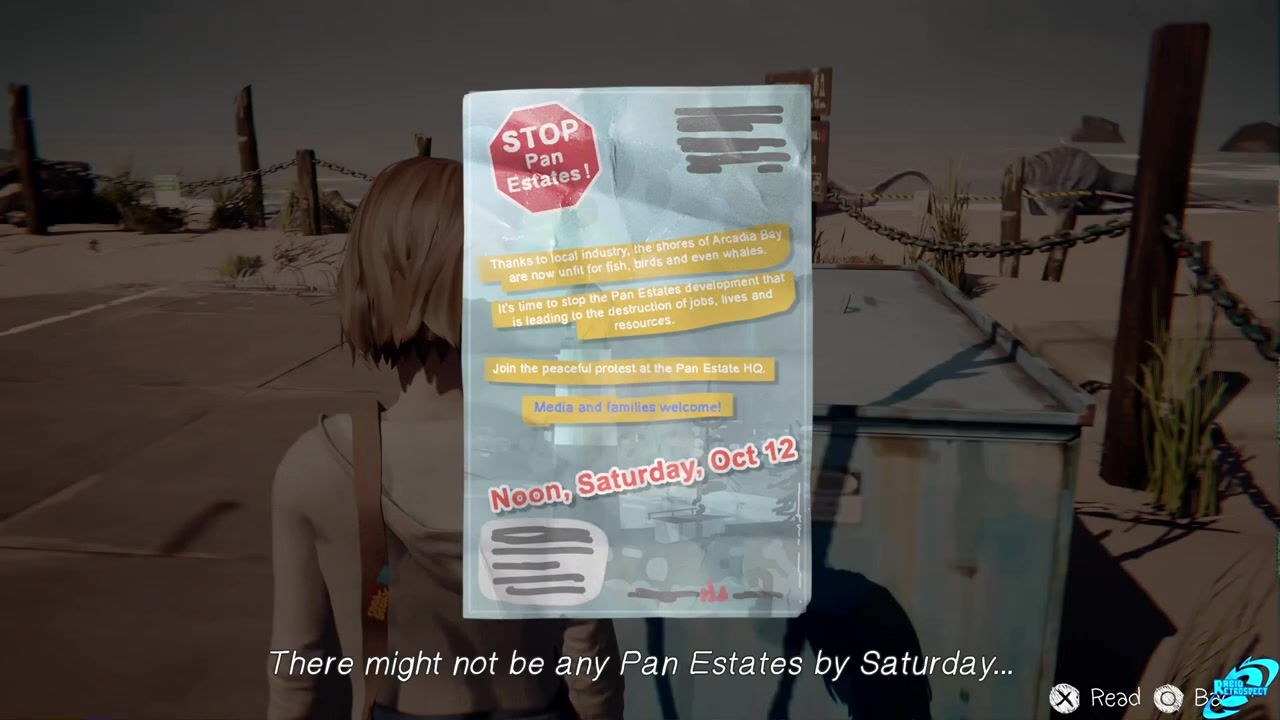 STOP
Pan
Estates!
Thanks to local industry, the shores of Arcadia Bay
are now unfit for fish, birds and even whales.
It's time to stop the Pan Estates development that
is leading to the destruction of jobs, lives and
resources.
Join the peaceful protest at the Pan Estate HQ.
Media and families welcome!
Noon, Saturday, Oct 12
There might not be any Pan Estates by Saturday...
Read
RETROSPECT